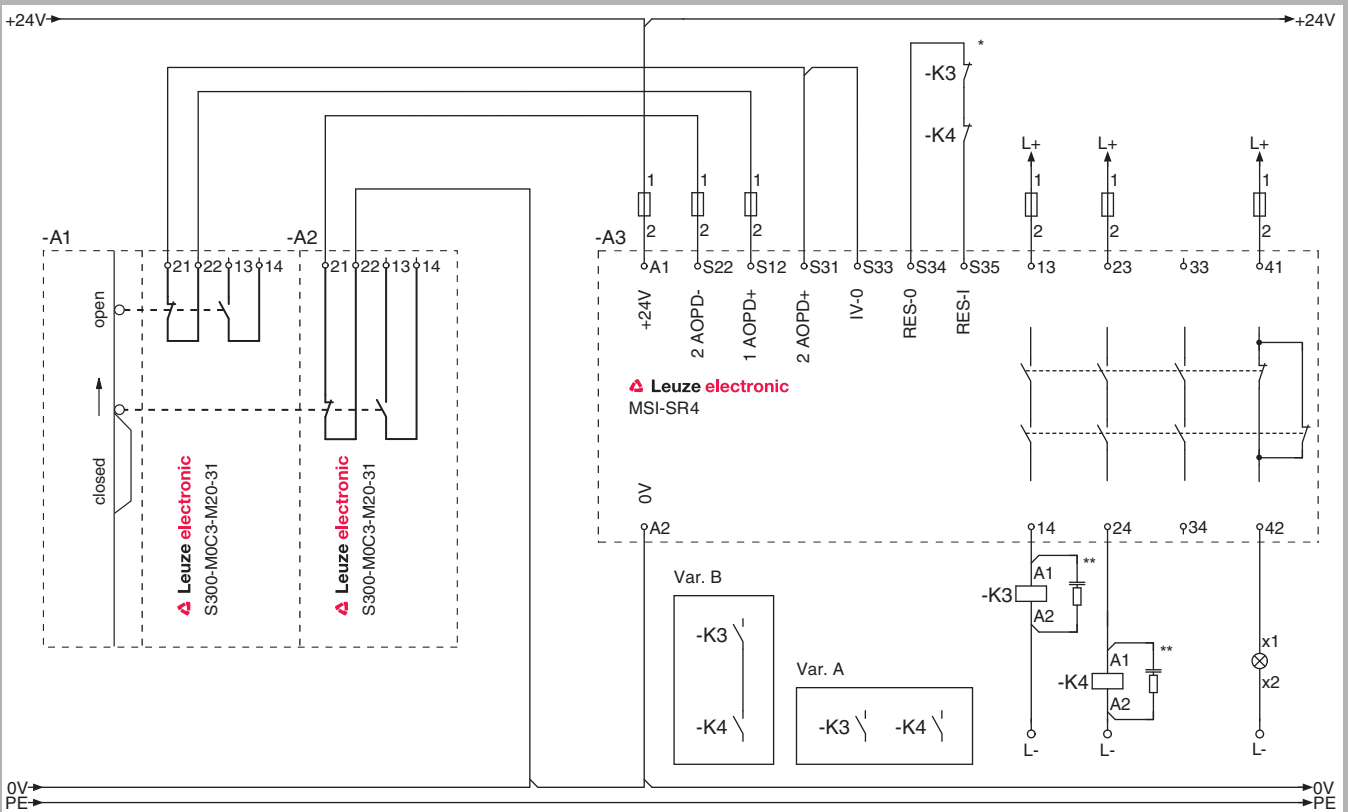 +24V
+24V
*
-K3
-K4
L+
L+
L+
1
1
1
1
1
1
2
2
2
2
2
2
-A1
-A2
-A3
21
22
13
14
21
22
13
14
A1
S22
S12
S31
S33
S34
S35
13
23
33
41
open
closed
+24V
2 AOPD-
1 AOPD+
2 AOPD+
IV-0
RES-0
RES-I
Leuze electronic
MSI-SR4
Leuze electronic
S300-M0C3-M20-31
Leuze electronic
S300-M0C3-M20-31
0V
A2
14
24
34
42
Var. B
-K3
-K4
Var. A
-K3
-K4
-K3
A1
A2
**
-K4
A1
A2
**
x1
x2
L-
L-
L-
0V
0V
PE
PE